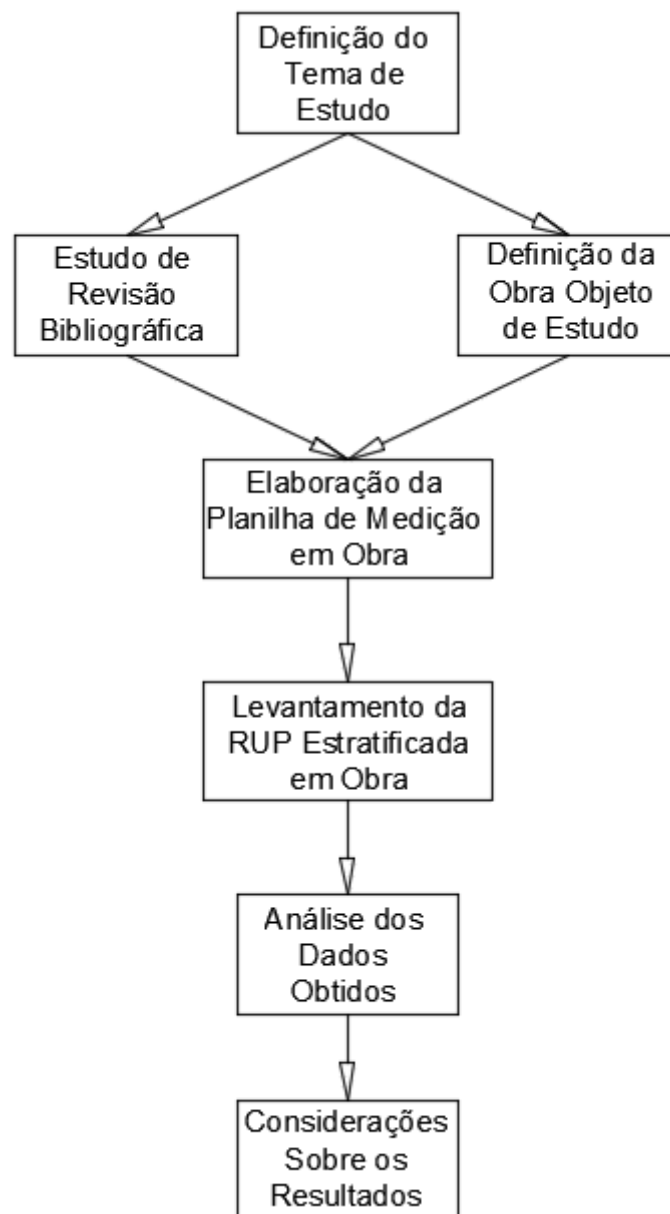 Definição do
Tema de
Estudo
Estudo de
Revisão
Bibliográfica
Definição da
Obra Objeto
de Estudo
Elaboração da
Planilha de Medição
em Obra
Levantamento da
RUP Estratificada
em Obra
Análise dos
Dados
Obtidos
Considerações
Sobre os
Resultados